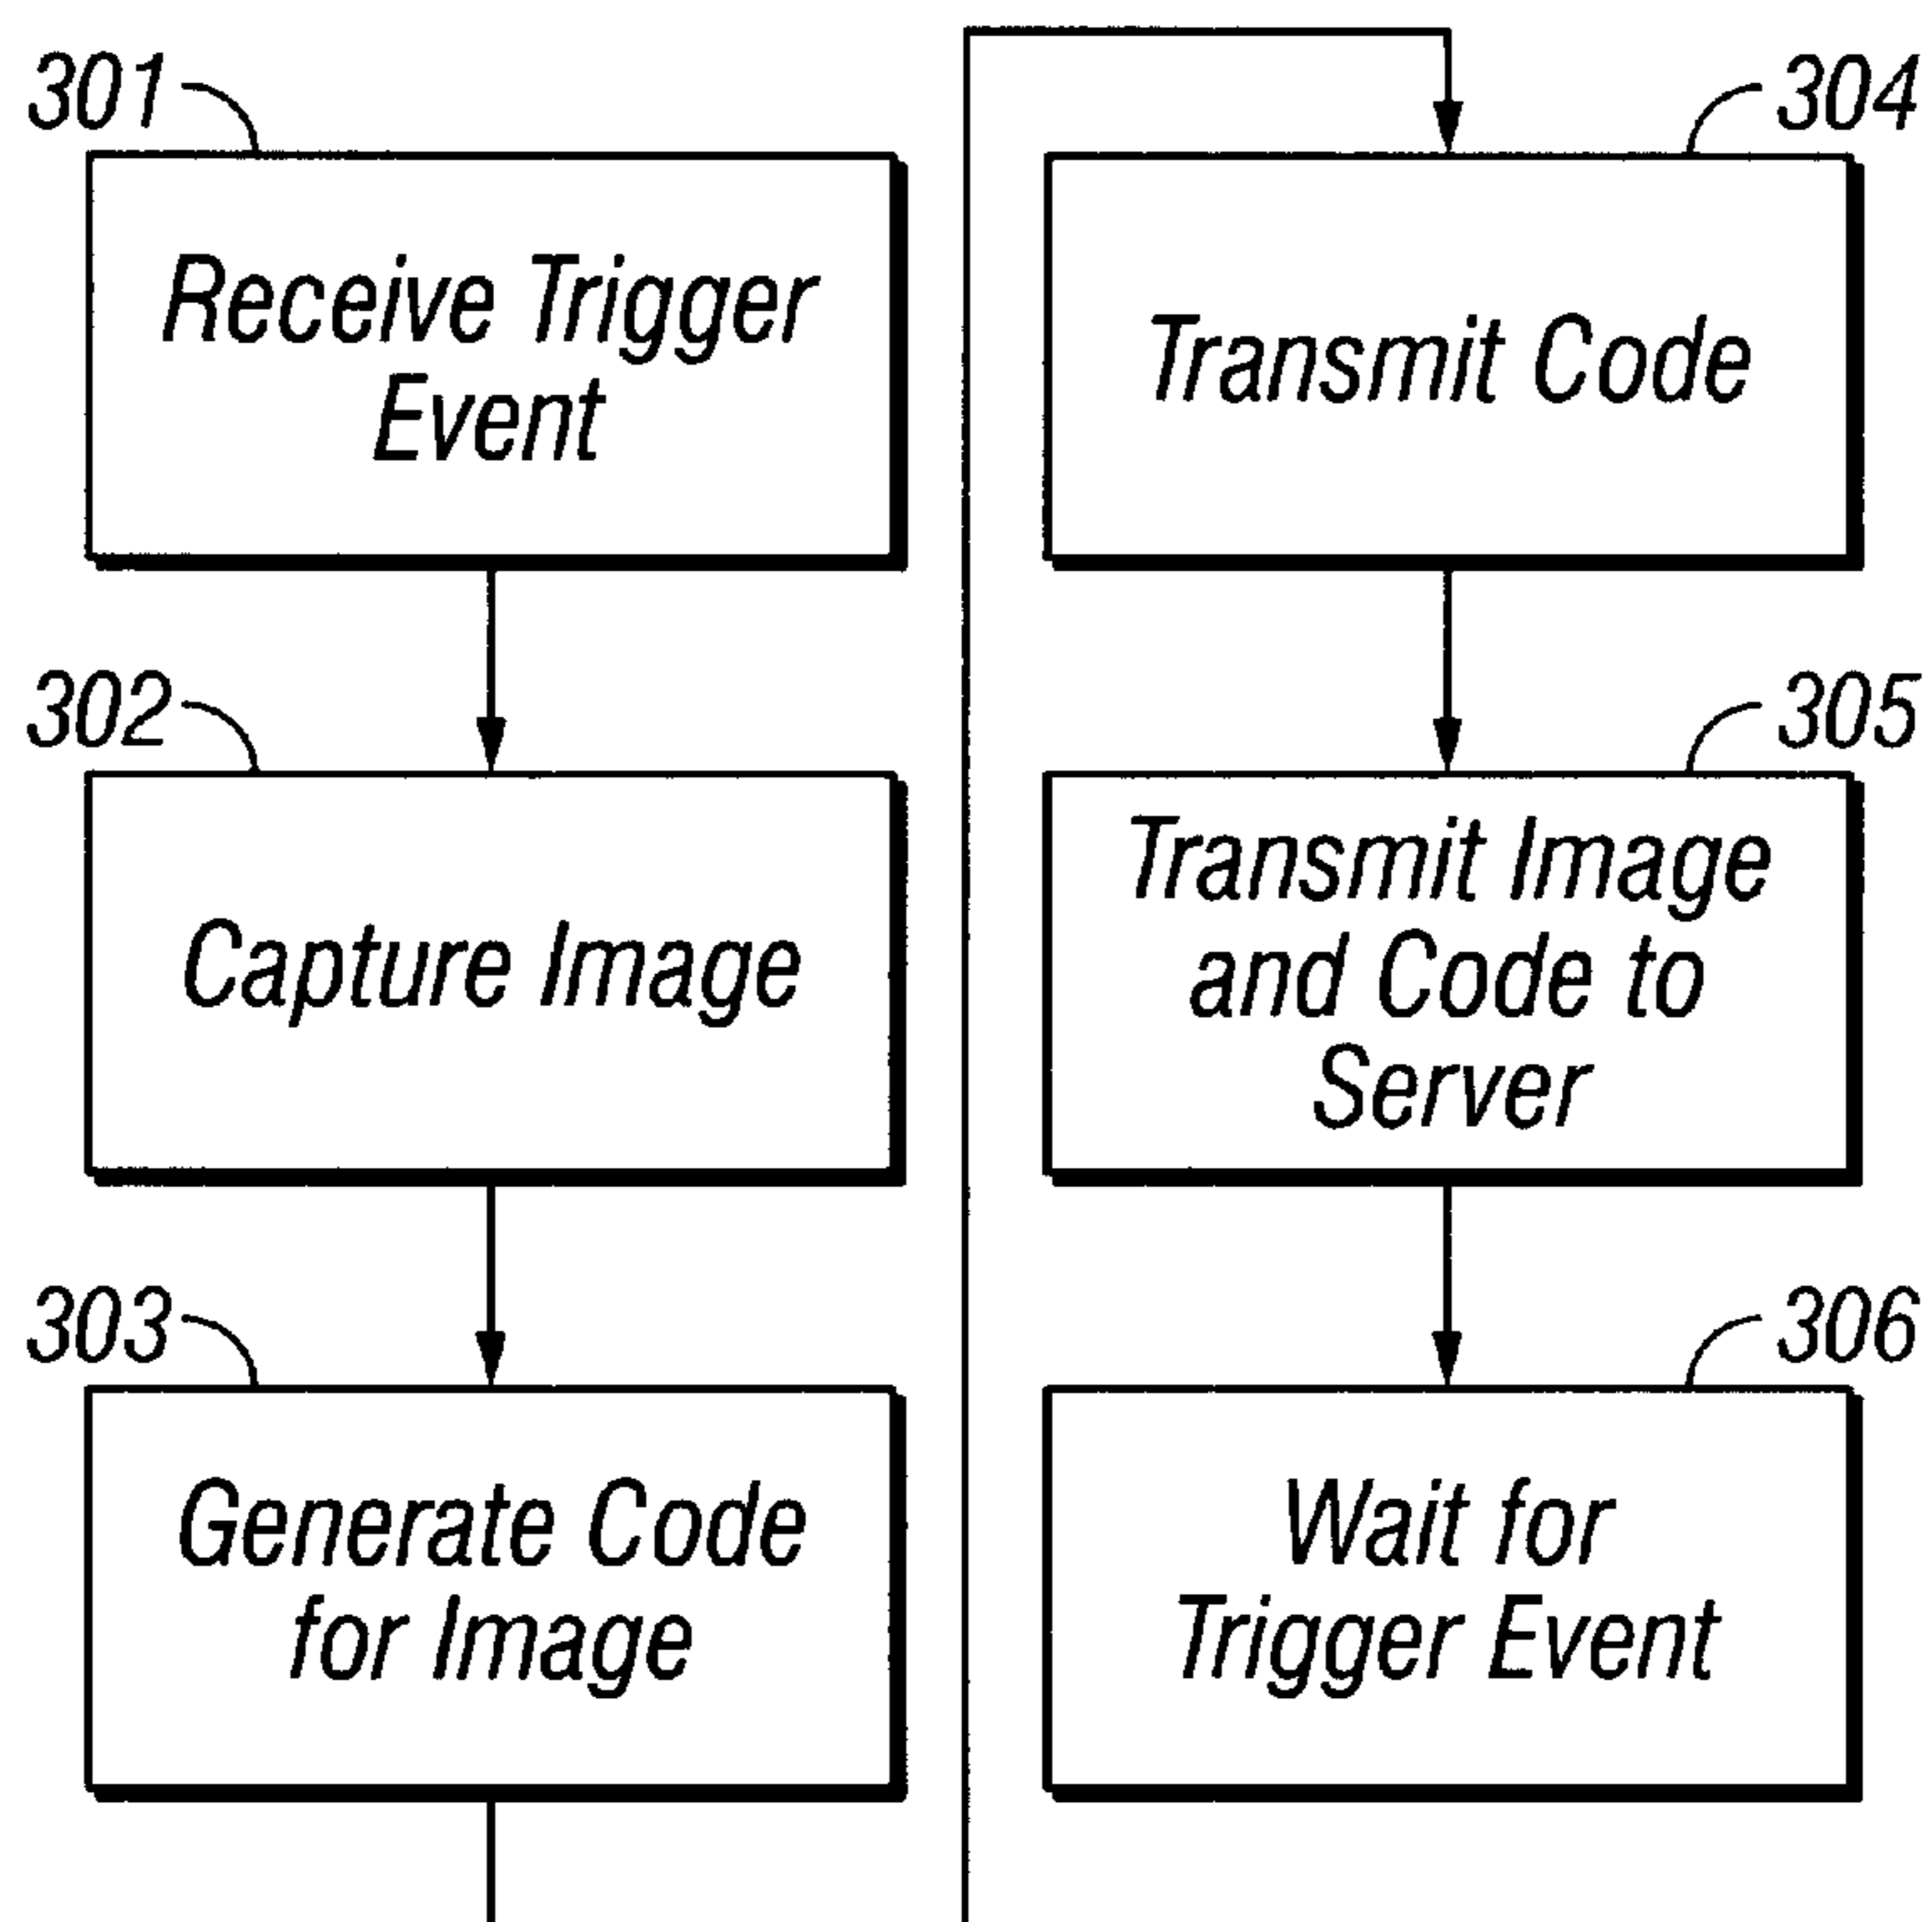 301
Receive Trigger
Event
302
Capture Image
303
Generate Code
for Image
304
Transmit Code
305
Transmit Image
and Code to
Server
306
Wait for
Trigger Event